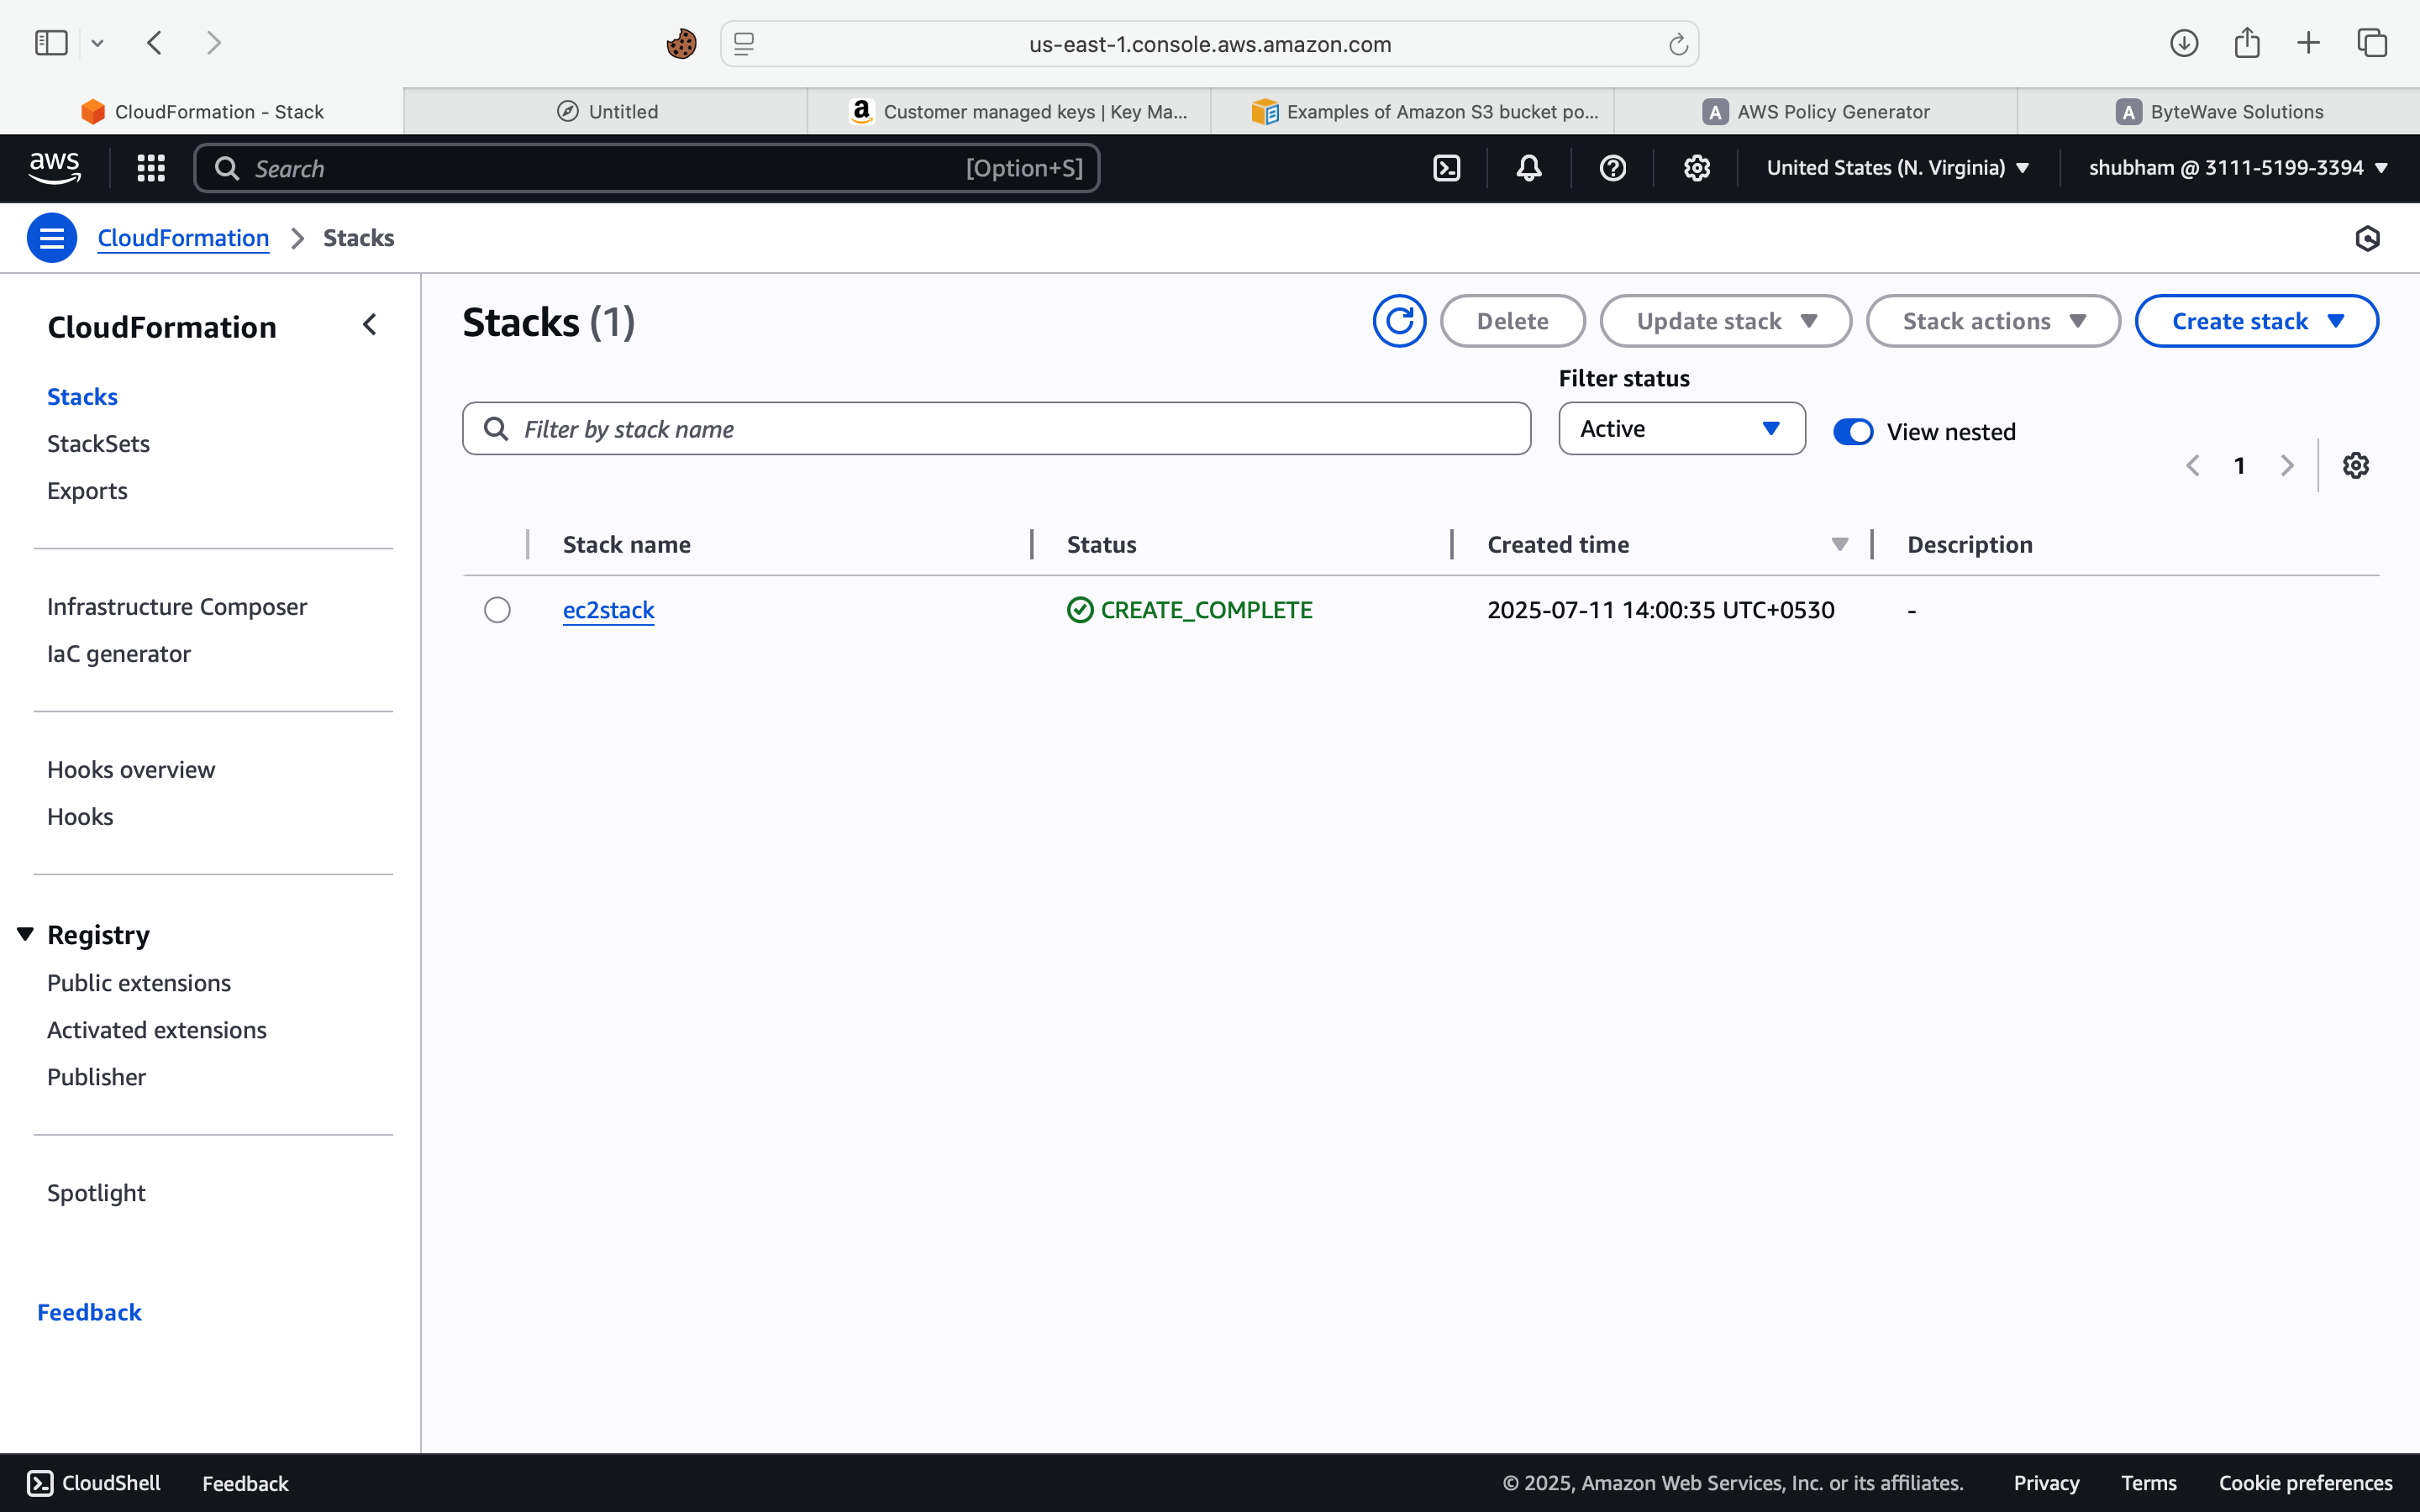 us-east-1.console.aws.amazon.com
CloudFormation - Stack
Untitled
Customer managed keys | Key Ma...
Examples of Amazon S3 bucket po...
A AWS Policy Generator
A ByteWave Solutions
aws
Search [Option+S]
United States (N. Virginia)
shubham @ 3111-5199-3394
CloudFormation > Stacks
CloudFormation
Stacks
StackSets
Exports
Infrastructure Composer
IaC generator
Hooks overview
Hooks
Registry
Public extensions
Activated extensions
Publisher
Spotlight
Feedback
Stacks (1)
Delete
Update stack
Stack actions
Create stack
Filter status
Filter by stack name
Active
View nested
1
Stack name Status Created time Description
ec2stack CREATE_COMPLETE 2025-07-11 14:00:35 UTC+0530 -
CloudShell Feedback © 2025, Amazon Web Services, Inc. or its affiliates. Privacy Terms Cookie preferences